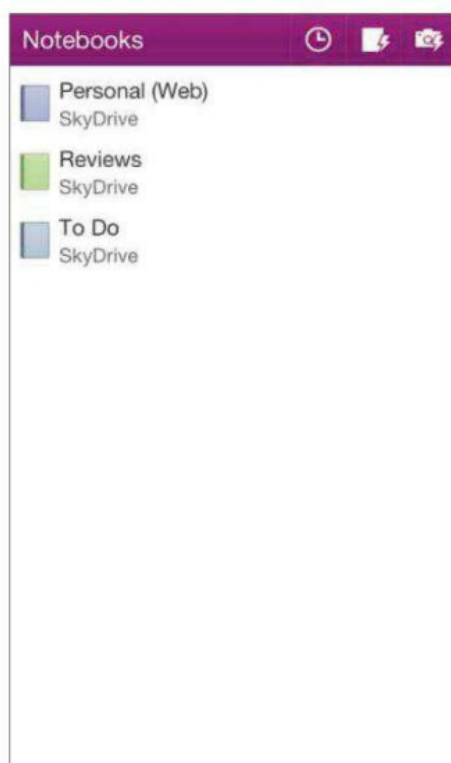 Notebooks
Personal (Web)
SkyDrive
Reviews
SkyDrive
To Do
SkyDrive